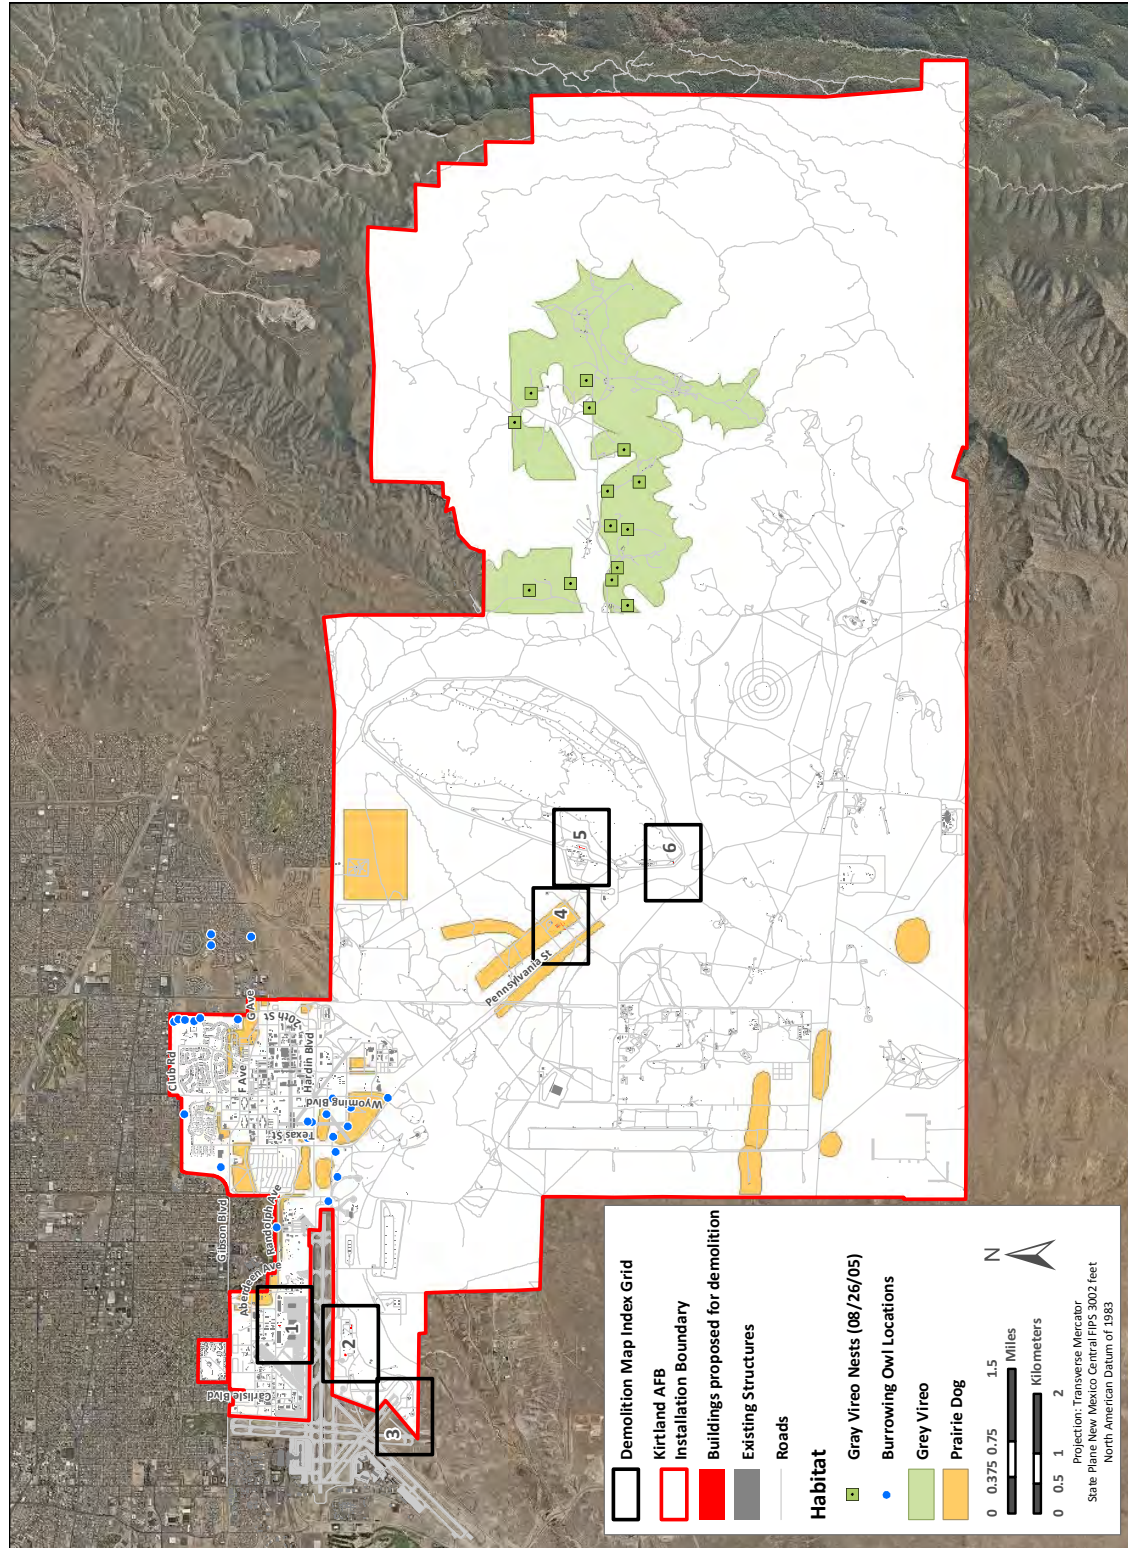 Club Rd
G Ave
20th St
F Ave
Hardin Blvd
Wyoming Blvd
Texas St
Gibson Blvd
Randolph Ave
Aberdeen Ave
Carlisle Blvd
Pennsylvania St
1
2
3
4
5
6
Demolition Map Index Grid
Kirtland AFB
Installation Boundary
Buildings proposed for demolition
Existing Structures
Roads
Habitat
Gray Vireo Nests (08/26/05)
Burrowing Owl Locations
Grey Vireo
Prairie Dog
N
0 0.375 0.75 1.5
Miles
Kilometers
0 0.5 1 2
Projection: Transverse Mercator
State Plane New Mexico Central FIPS 3002 feet
North American Datum of 1983